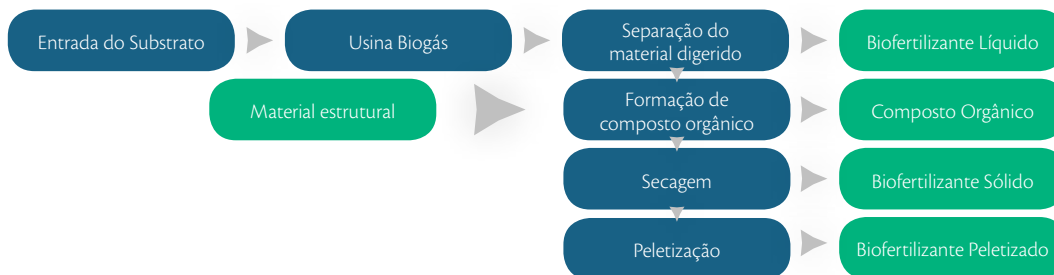 Entrada do Substrato
Usina Biogás
Separação do
material digerido
Biofertilizante Líquido
Material estrutural
Formação de
composto orgânico
Composto Orgânico
Secagem
Biofertilizante Sólido
Peletização
Biofertilizante Peletizado